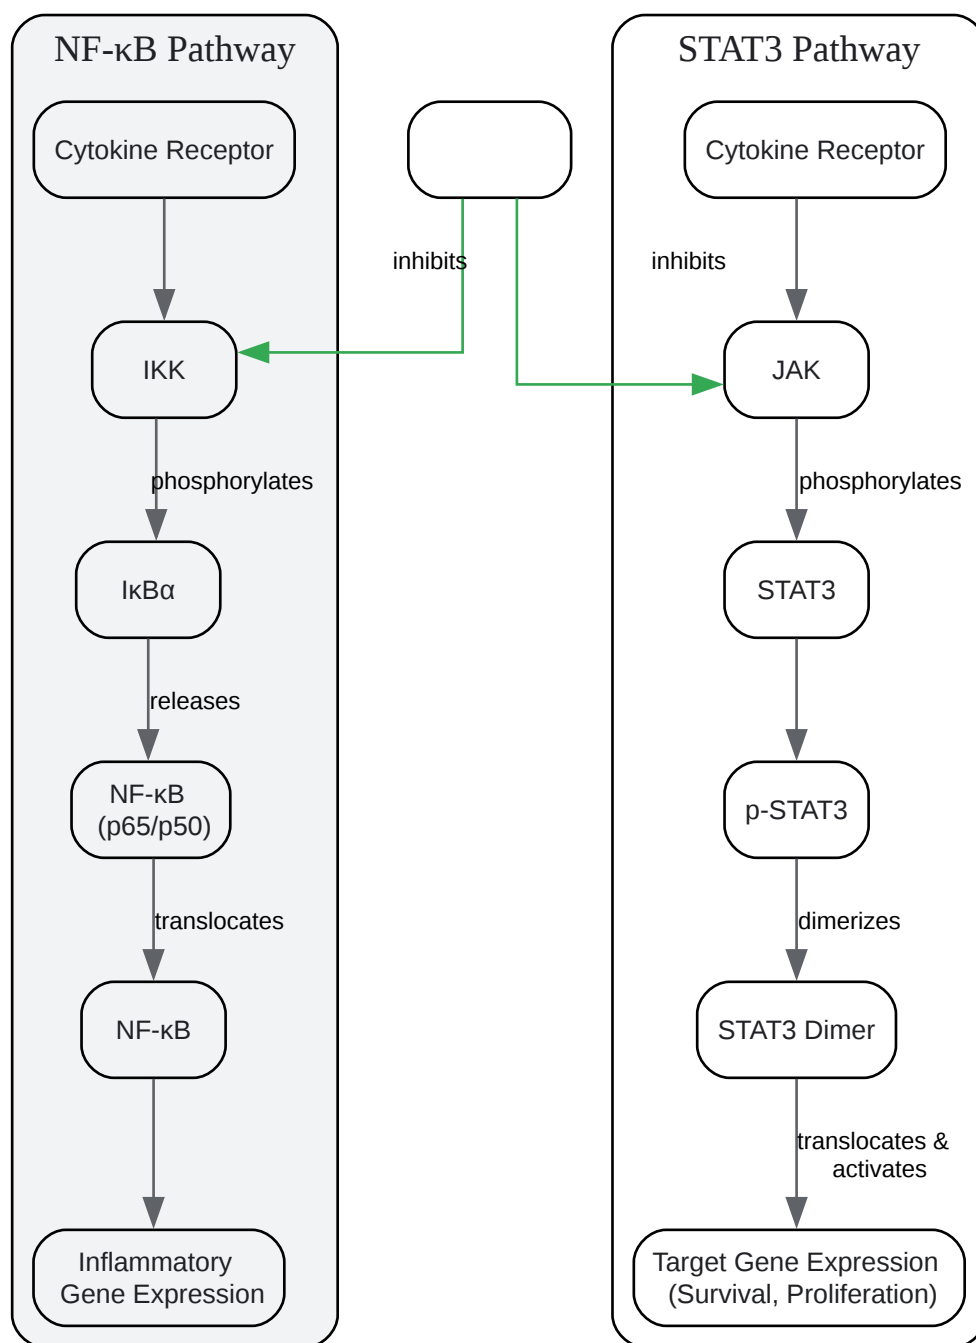 NF-κB Pathway
Cytokine Receptor
IKK
phosphorylates
IκBα
releases
NF-κB
(p65/p50)
translocates
NF-κB
Inflammatory
Gene Expression
inhibits
STAT3 Pathway
Cytokine Receptor
inhibits
JAK
phosphorylates
STAT3
p-STAT3
dimerizes
STAT3 Dimer
translocates &
activates
Target Gene Expression
(Survival, Proliferation)